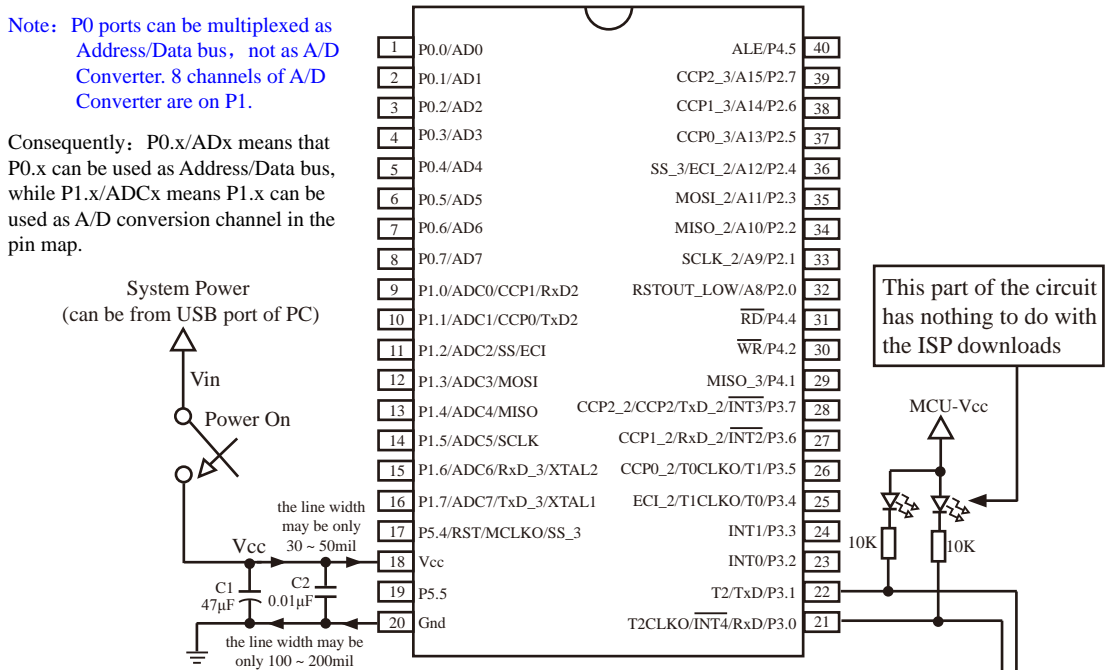 Note：P0 ports can be multiplexed as
Address/Data bus，not as A/D
Converter. 8 channels of A/D
Converter are on P1.
Consequently：P0.x/ADx means that
P0.x can be used as Address/Data bus,
while P1.x/ADCx means P1.x can be
used as A/D conversion channel in the
pin map.
System Power
(can be from USB port of PC)
Vin
Power On
the line width
may be only
30 ~ 50mil
Vcc
C1
47μF
C2
0.01μF
the line width may be
only 100 ~ 200mil
1 P0.0/AD0
2 P0.1/AD1
3 P0.2/AD2
4 P0.3/AD3
5 P0.4/AD4
6 P0.5/AD5
7 P0.6/AD6
8 P0.7/AD7
9 P1.0/ADC0/CCP1/RxD2
10 P1.1/ADC1/CCP0/TxD2
11 P1.2/ADC2/SS/ECI
12 P1.3/ADC3/MOSI
13 P1.4/ADC4/MISO
14 P1.5/ADC5/SCLK
15 P1.6/ADC6/RxD_3/XTAL2
16 P1.7/ADC7/TxD_3/XTAL1
17 P5.4/RST/MCLKO/SS_3
18 Vcc
19 P5.5
20 Gnd
ALE/P4.5 40
CCP2_3/A15/P2.7 39
CCP1_3/A14/P2.6 38
CCP0_3/A13/P2.5 37
SS_3/ECI_2/A12/P2.4 36
MOSI_2/A11/P2.3 35
MISO_2/A10/P2.2 34
SCLK_2/A9/P2.1 33
RSTOUT_LOW/A8/P2.0 32
RD/P4.4 31
WR/P4.2 30
MISO_3/P4.1 29
CCP2_2/CCP2/TxD_2/INT3/P3.7 28
CCP1_2/RxD_2/INT2/P3.6 27
CCP0_2/T0CLKO/T1/P3.5 26
ECI_2/T1CLKO/T0/P3.4 25
INT1/P3.3 24
INT0/P3.2 23
T2/TxD/P3.1 22
T2CLKO/INT4/RxD/P3.0 21
This part of the circuit
has nothing to do with
the ISP downloads
MCU-Vcc
10K
10K